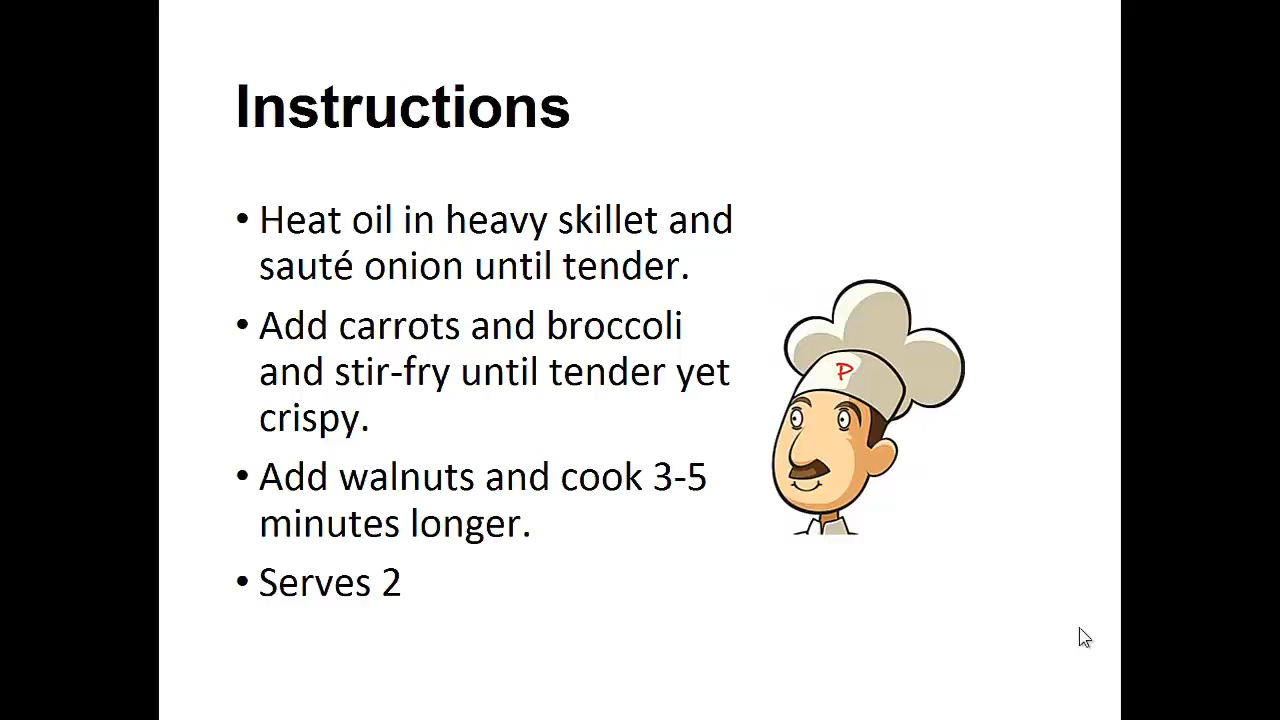 Instructions
• Heat oil in heavy skillet and
sauté onion until tender.
• Add carrots and broccoli
and stir-fry until tender yet
crispy.
• Add walnuts and cook 3-5
minutes longer.
• Serves 2
P